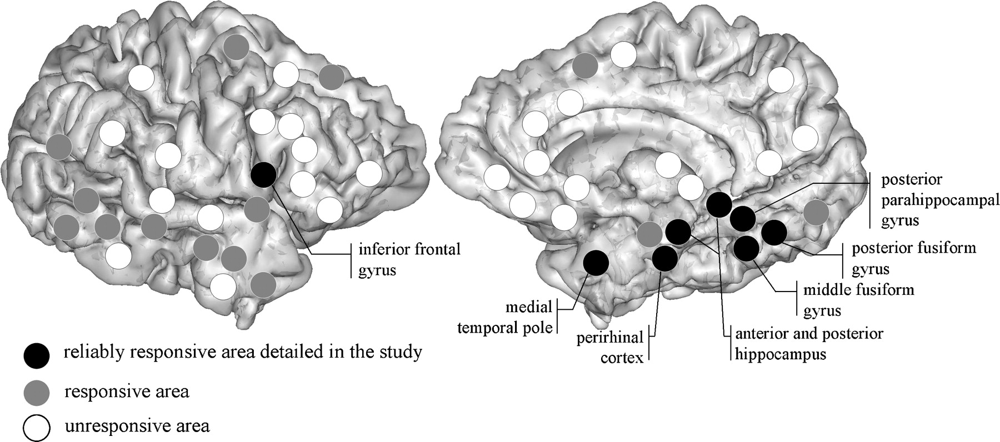 posterior
parahippocampal
gyrus
inferior frontal
gyrus
posterior fusiform
gyrus
middle fusiform
gyrus
medial
temporal pole
perirhinal
cortex
anterior and posterior
hippocampus
reliably responsive area detailed in the study
responsive area
unresponsive area